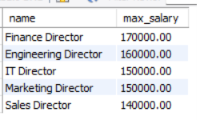 name max_salary
Finance Director 170000.00
Engineering Director 160000.00
IT Director 150000.00
Marketing Director 150000.00
Sales Director 140000.00